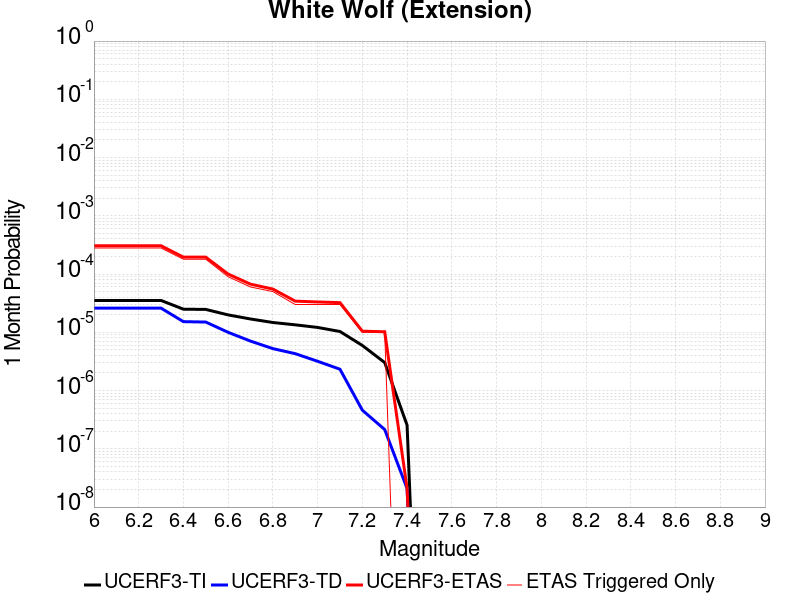 White Wolf (Extension)
10^0
10^-1
10^-2
10^-3
10^-4
10^-5
10^-6
10^-7
10^-8
1 Month Probability
6 6.2 6.4 6.6 6.8 7 7.2 7.4 7.6 7.8 8 8.2 8.4 8.6 8.8 9
Magnitude
UCERF3-TI UCERF3-TD UCERF3-ETAS ETAS Triggered Only